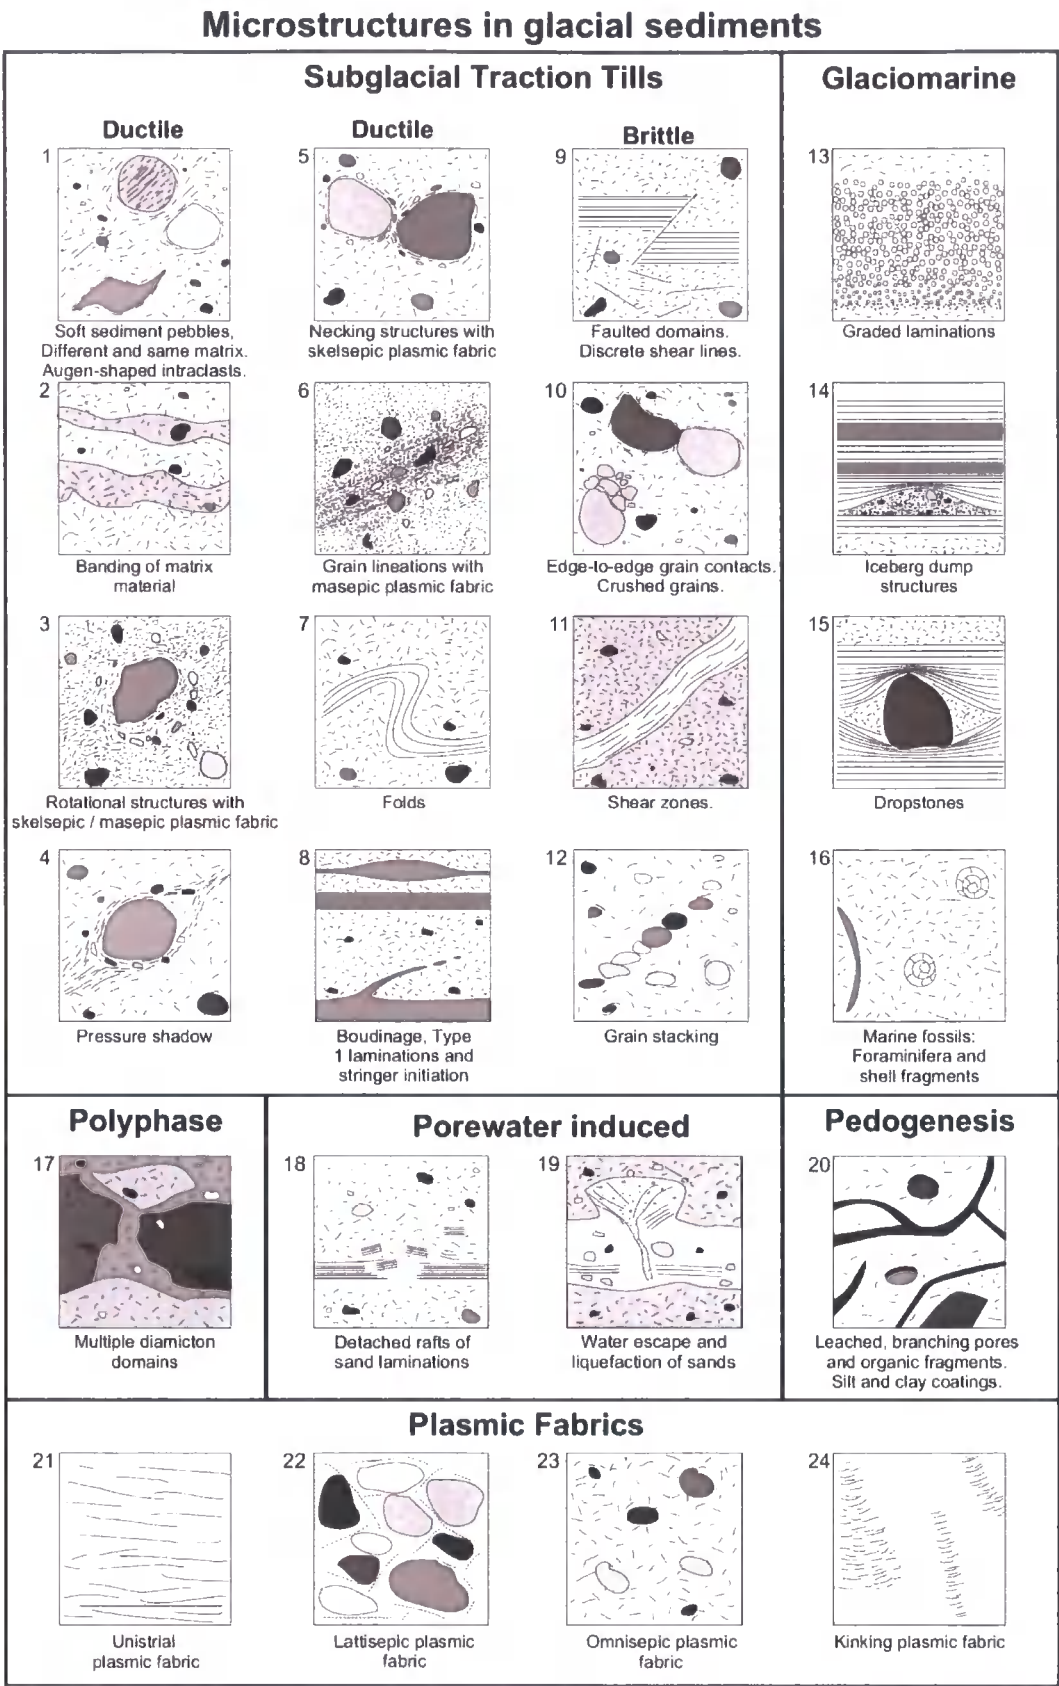 Microstructures in glacial sediments
Subglacial Traction Tills
Ductile
1
Soft sediment pebbles,
Different and same matrix.
Augen-shaped intraclasts.
2
Banding of matrix
material
3
Rotational structures with
skelsepic / masepic plasmic fabric
4
Pressure shadow
Ductile
5
Necking structures with
skelsepic plasmic fabric
6
Grain lineations with
masepic plasmic fabric
7
Folds
8
Boudinage, Type
1 laminations and
stringer initiation
Brittle
9
Faulted domains.
Discrete shear lines.
10
Edge-to-edge grain contacts.
Crushed grains.
11
Shear zones.
12
Grain stacking
Glaciomarine
13
Graded laminations
14
Iceberg dump
structures
15
Dropstones
16
Marine fossils:
Foraminifera and
shell fragments
Polyphase
17
Multiple diamicton
domains
Porewater induced
18
Detached rafts of
sand laminations
19
Water escape and
liquefaction of sands
Pedogenesis
20
Leached, branching pores
and organic fragments.
Silt and clay coatings.
Plasmic Fabrics
21
Unistrial
plasmic fabric
22
Lattisepic plasmic
fabric
23
Omnisepic plasmic
fabric
24
Kinking plasmic fabric